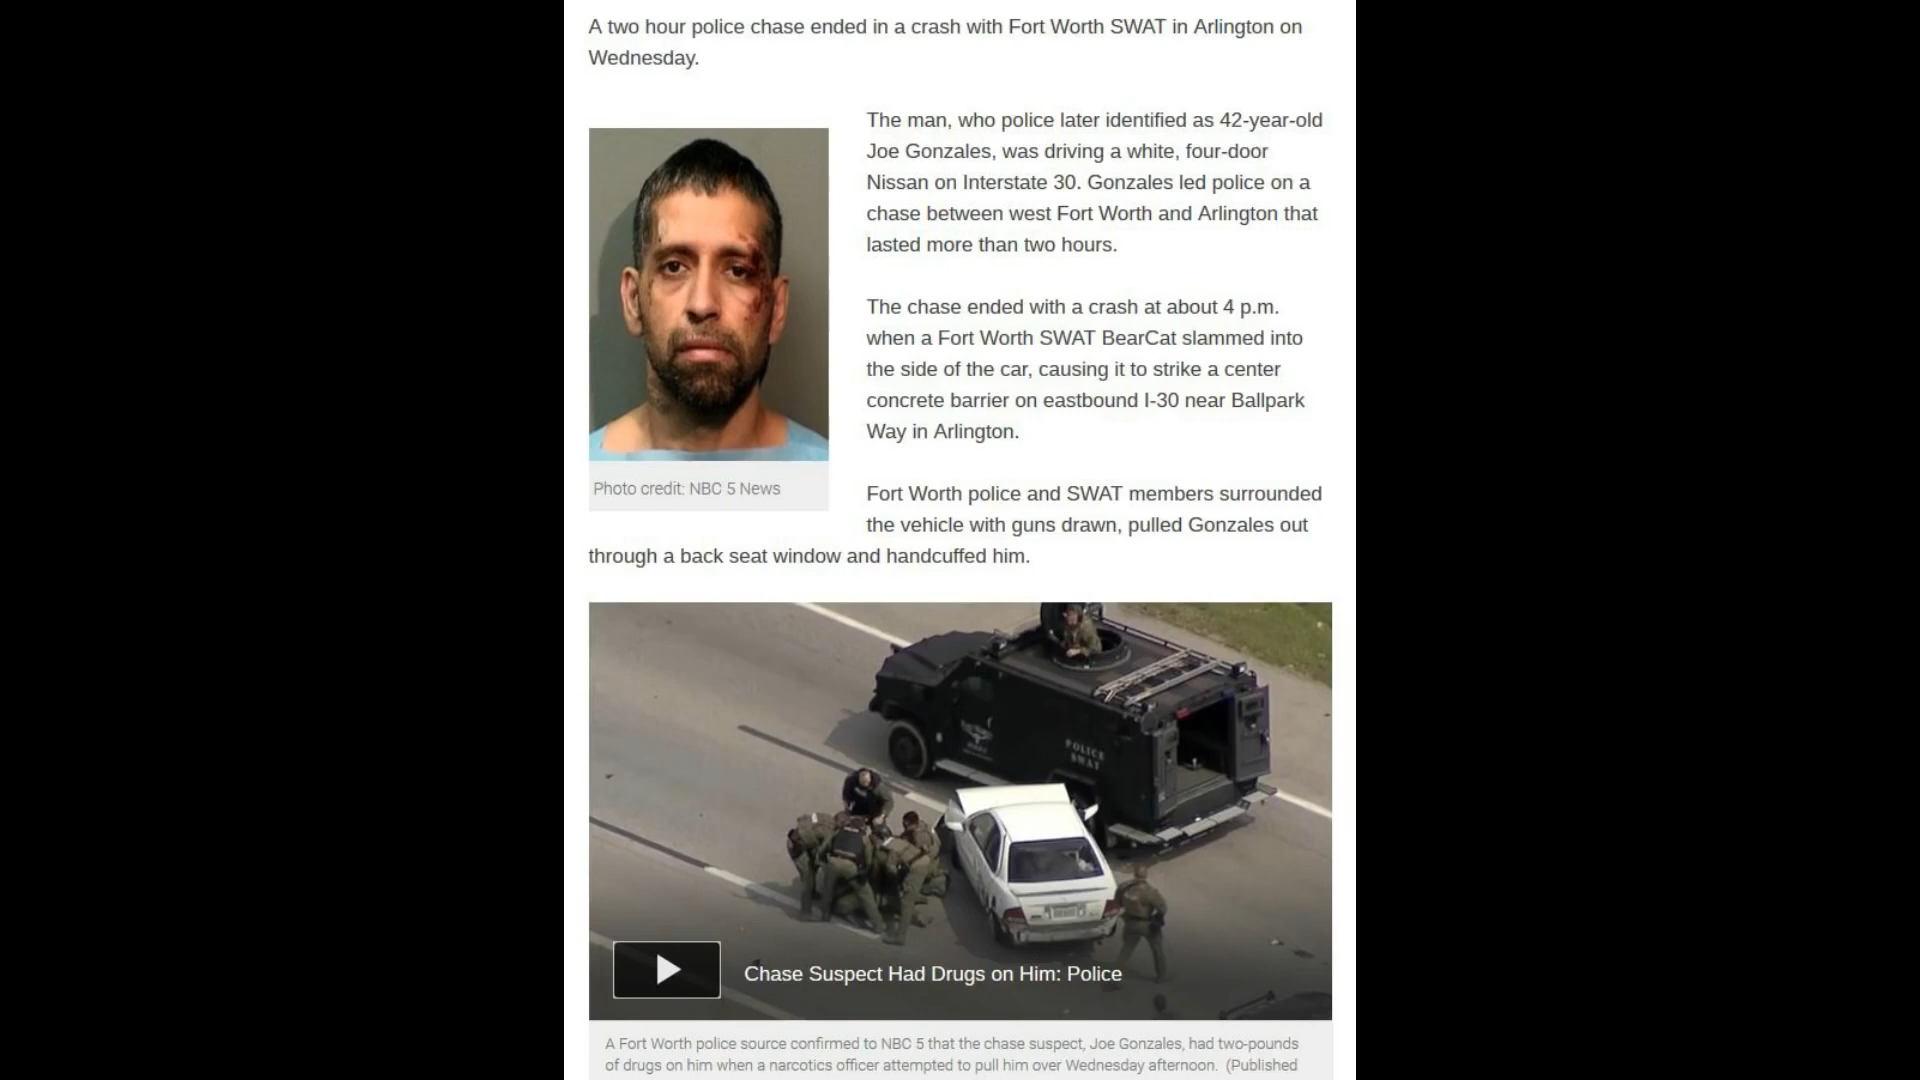 A two hour police chase ended in a crash with Fort Worth SWAT in Arlington on
Wednesday.
The man, who police later identified as 42-year-old
Joe Gonzales, was driving a white, four-door
Nissan on Interstate 30. Gonzales led police on a
chase between west Fort Worth and Arlington that
lasted more than two hours.
The chase ended with a crash at about 4 p.m.
when a Fort Worth SWAT BearCat slammed into
the side of the car, causing it to strike a center
concrete barrier on eastbound I-30 near Ballpark
Way in Arlington.
Photo credit: NBC 5 News
Fort Worth police and SWAT members surrounded
the vehicle with guns drawn, pulled Gonzales out
through a back seat window and handcuffed him.
POLICE
SWAT
Chase Suspect Had Drugs on Him: Police
A Fort Worth police source confirmed to NBC 5 that the chase suspect, Joe Gonzales, had two-pounds
of drugs on him when a narcotics officer attempted to pull him over Wednesday afternoon. (Published